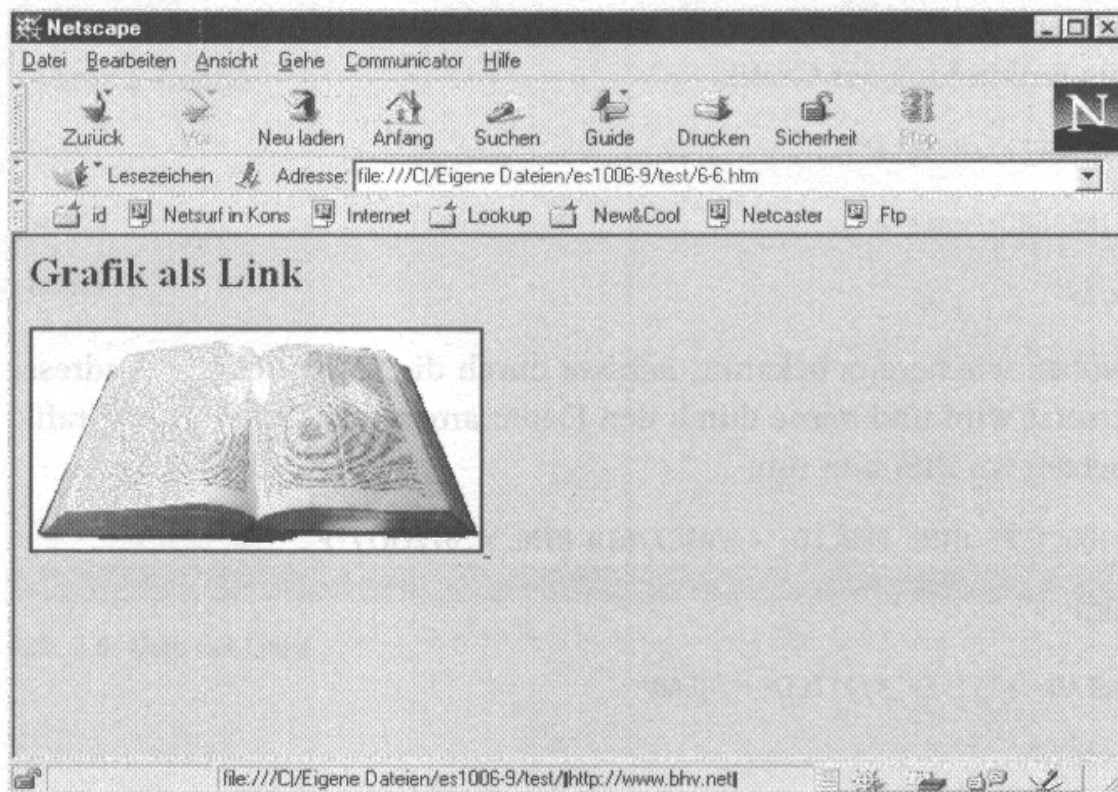 Netscape
Datei Bearbeiten Ansicht Gehe Communicator Hilfe
Zurück Vor Neu laden Anfang Suchen Guide Drucken Sicherheit Stop
N
Lesezeichen Adresse: file:///C|/Eigene Dateien/es1006-9/test/6-6.htm
id Netsurf in Kons Internet Lookup New&Cool Netcaster Ftp
Grafik als Link
file:///C|/Eigene Dateien/es1006-9/test/|http://www.bhv.net|